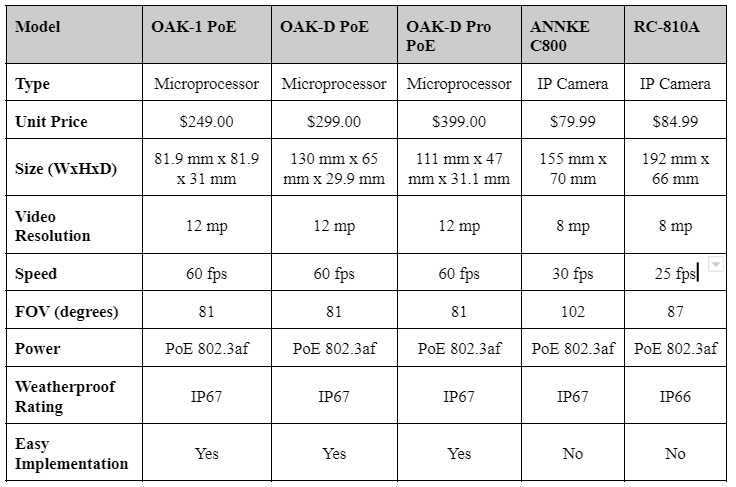 Model OAK-1 PoE OAK-D PoE OAK-D Pro PoE ANNKE C800 RC-810A
Type Microprocessor Microprocessor Microprocessor IP Camera IP Camera
Unit Price $249.00 $299.00 $399.00 $79.99 $84.99
Size (WxHxD) 81.9 mm x 81.9 x 31 mm 130 mm x 65 mm x 29.9 mm 111 mm x 47 mm x 31.1 mm 155 mm x 70 mm 192 mm x 66 mm
Video Resolution 12 mp 12 mp 12 mp 8 mp 8 mp
Speed 60 fps 60 fps 60 fps 30 fps 25 fps
FOV (degrees) 81 81 81 102 87
Power PoE 802.3af PoE 802.3af PoE 802.3af PoE 802.3af PoE 802.3af
Weatherproof Rating IP67 IP67 IP67 IP67 IP66
Easy Implementation Yes Yes Yes No No